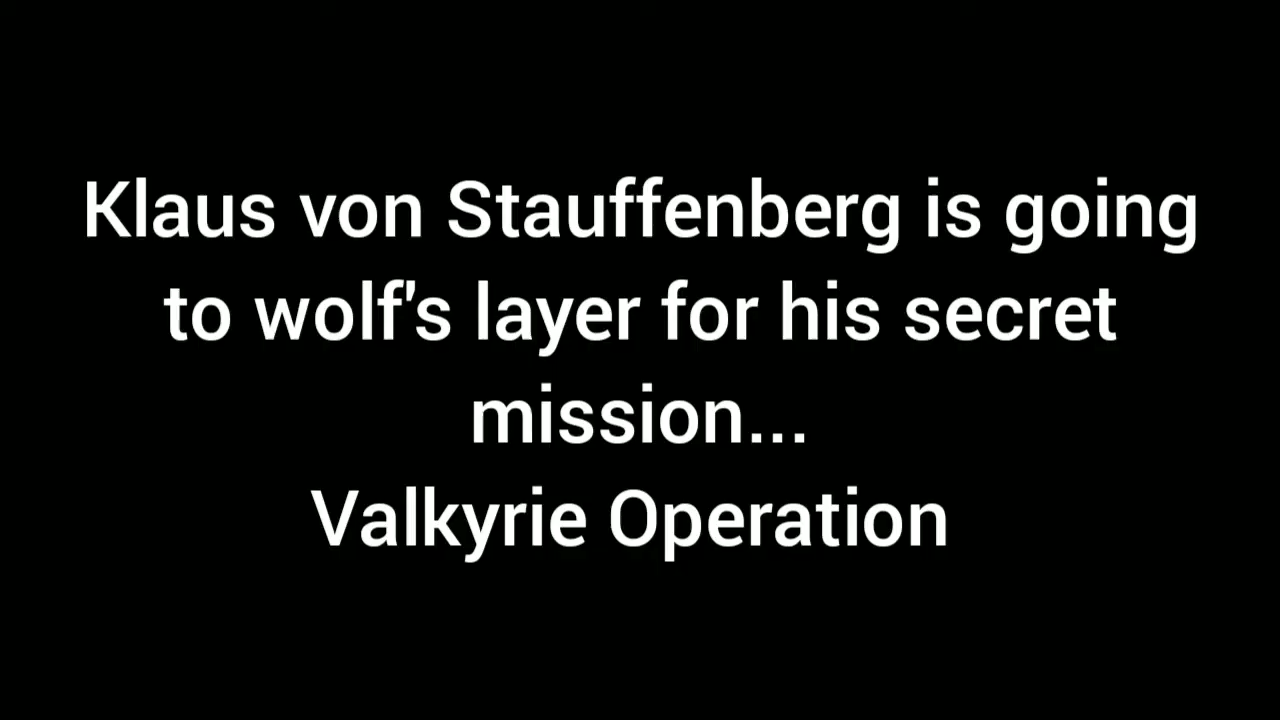 Klaus von Stauffenberg is going
to wolf's layer for his secret
mission...
Valkyrie Operation